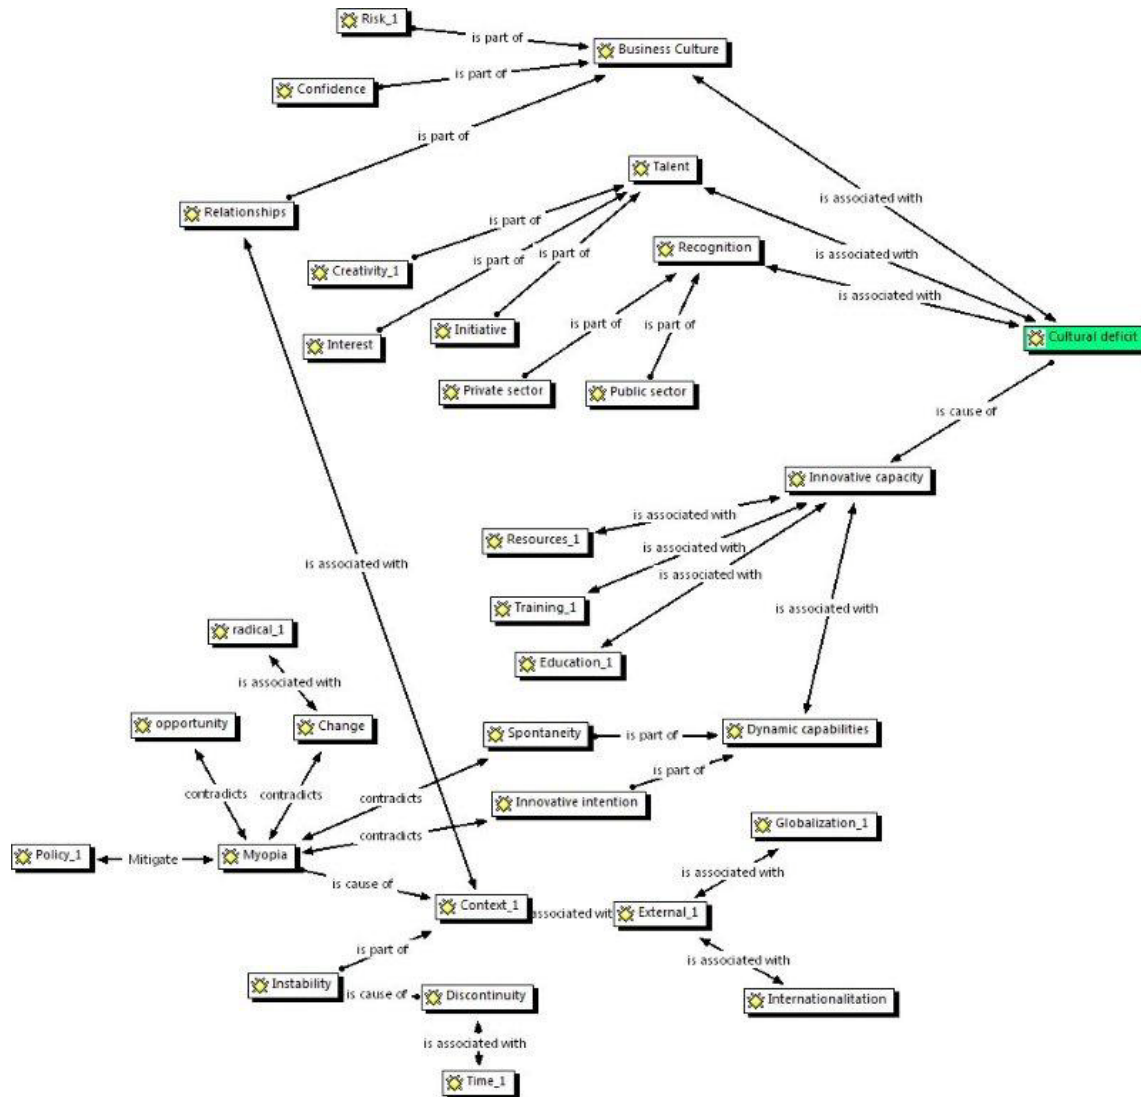 Risk_1
is part of
Business Culture
is part of
Confidence
is part of
Talent
is associated with
Relationships
is part of
Recognition
is associated with
is part of
is part of
Creativity_1
is associated with
Initiative
Interest
is part of
is part of
Cultural deficit
Private sector
Public sector
is cause of
Innovative capacity
is associated with
Resources_1
is associated with
is associated with
is associated with
Training_1
is associated with
radical_1
Education_1
is associated with
opportunity
Change
Spontaneity
is part of
Dynamic capabilities
is part of
contradicts
contradicts
contradicts
Innovative intention
contradicts
Globalization_1
Policy_1
Mitigate
Myopia
is associated with
is cause of
Context_1
associated wit
External_1
is part of
is associated with
Instability
is cause of
Discontinuity
Internationalitation
is associated with
Time_1